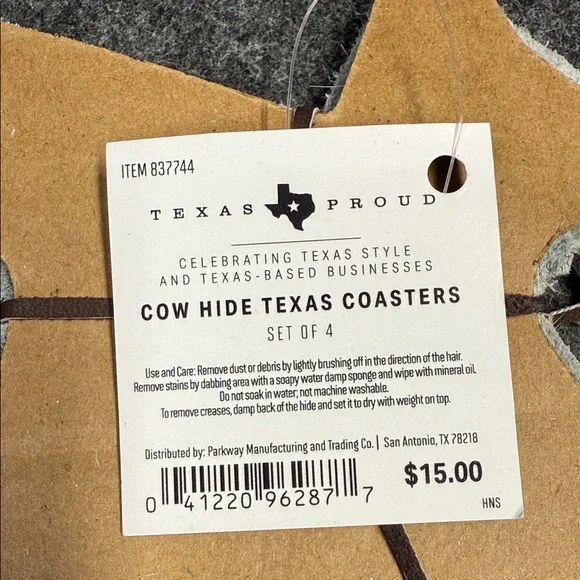 ITEM 837744
TEXAS PROUD
CELEBRATING TEXAS STYLE
AND TEXAS-BASED BUSINESSES
COW HIDE TEXAS COASTERS
SET OF 4
Use and Care: Remove dust or debris by lightly brushing off in the direction of the hair.
Remove stains by dabbing area with a soapy water damp sponge and wipe with mineral oil.
Do not soak in water; not machine washable.
To remove creases, damp back of the hide and set it to dry with weight on top.
Distributed by: Parkway Manufacturing and Trading Co. | San Antonio, TX 78218
0 41220 96287 7
$15.00
HNS